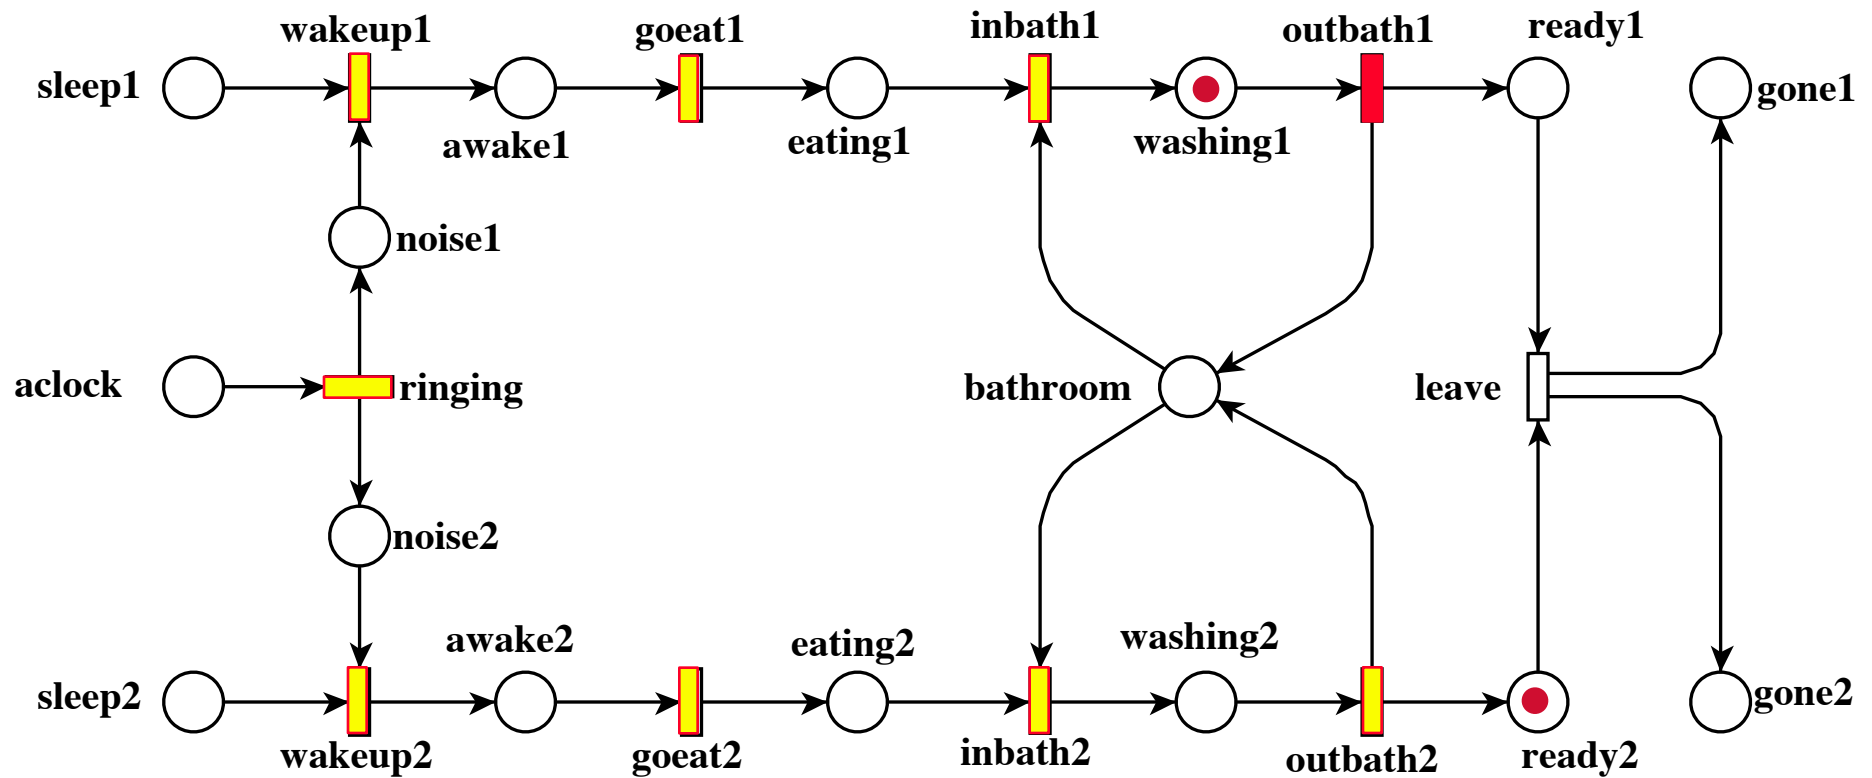 wakeup1
goeat1
inbath1
outbath1
ready1
sleep1
gone1
awake1
eating1
washing1
noise1
aclock
ringing
bathroom
leave
noise2
awake2
eating2
washing2
sleep2
gone2
wakeup2
goeat2
inbath2
outbath2
ready2